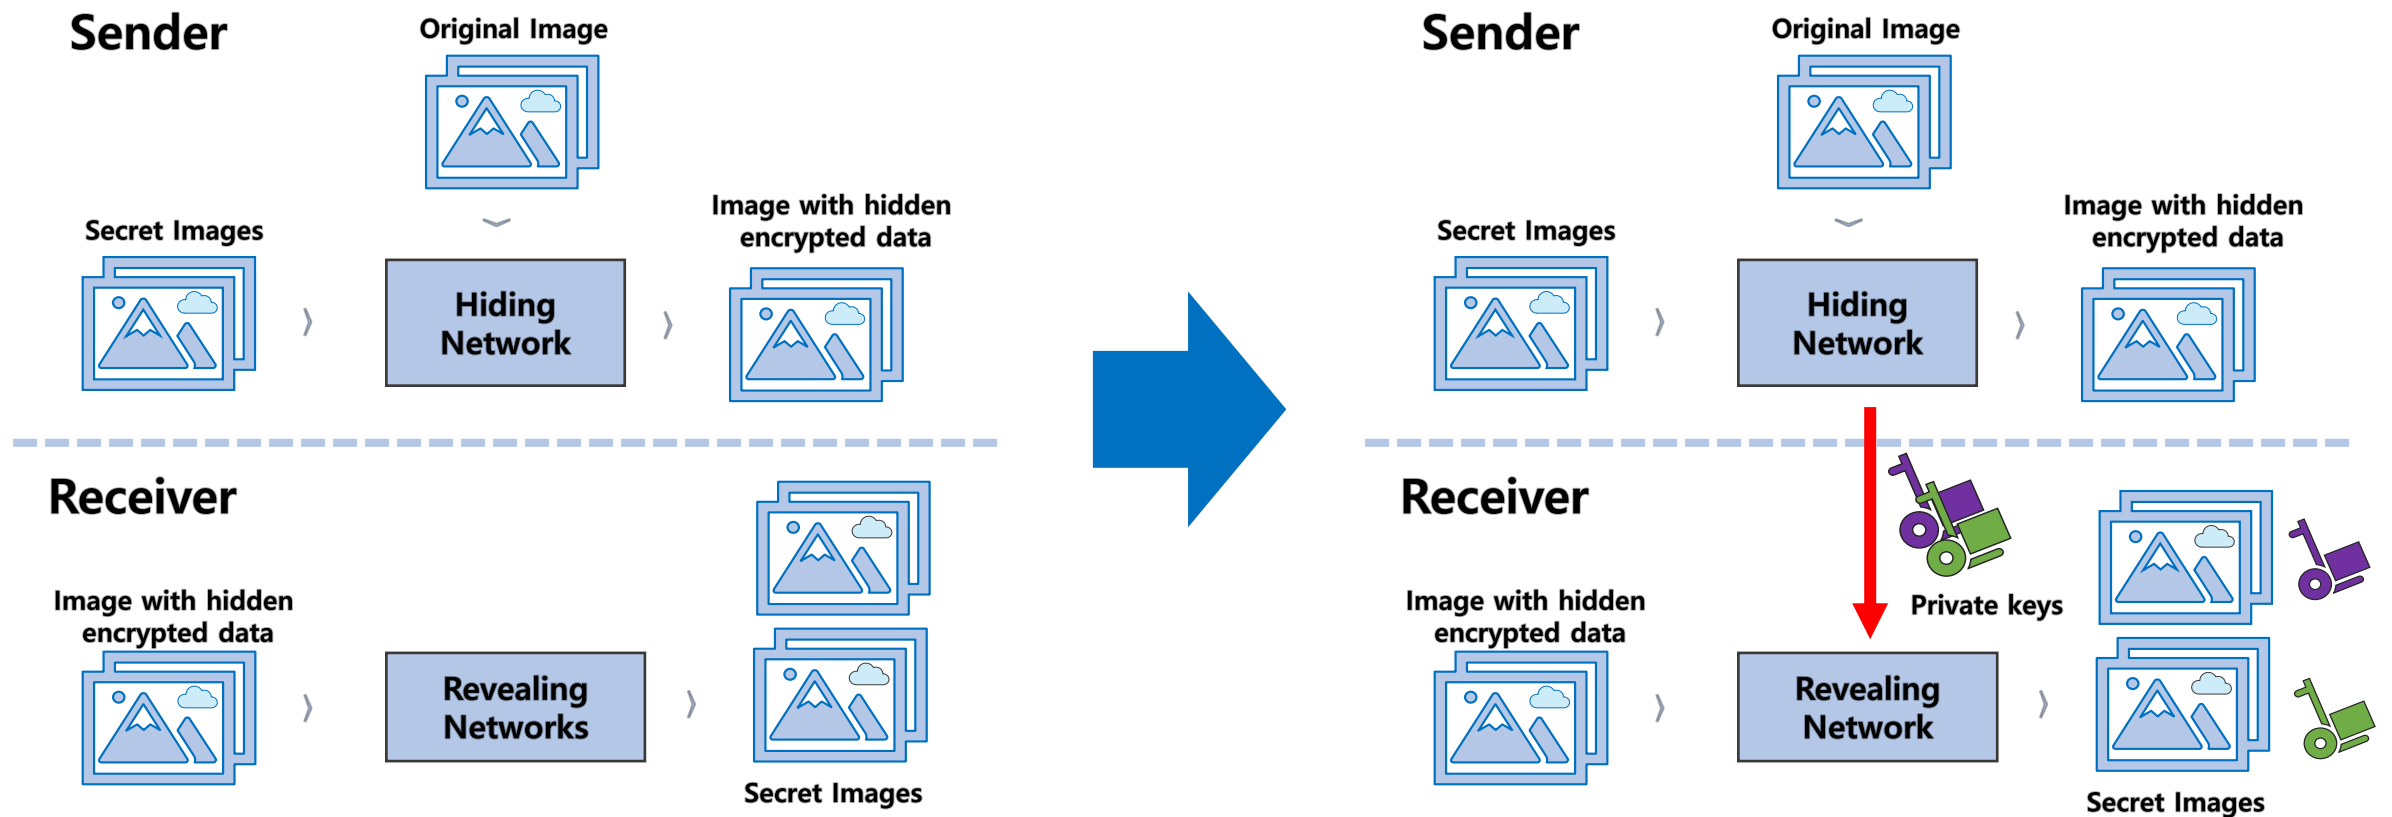 Sender
Original Image
Secret Images
Image with hidden
encrypted data
Hiding
Network
Receiver
Image with hidden
encrypted data
Revealing
Networks
Secret Images
Sender
Original Image
Secret Images
Image with hidden
encrypted data
Hiding
Network
Receiver
Private keys
Image with hidden
encrypted data
Revealing
Network
Secret Images